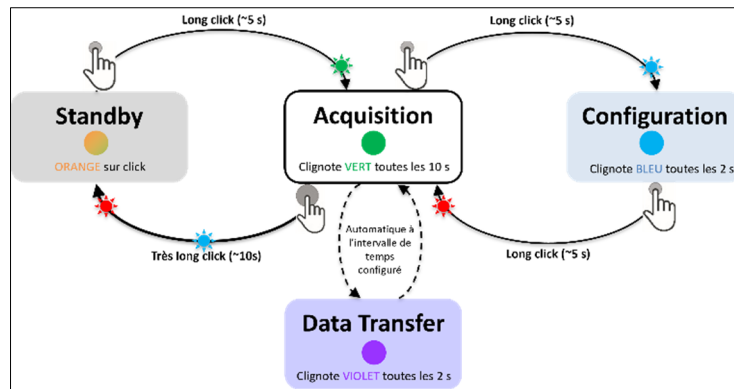 Long click (~5 s)
Long click (~5 s)
Standby
ORANGE sur click
Acquisition
Clignote VERT toutes les 10 s
Configuration
Clignote BLEU toutes les 2 s
Très long click (~10s)
Automatique à
l'intervalle de
temps
configuré
Long click (~5 s)
Data Transfer
Clignote VIOLET toutes les 2 s